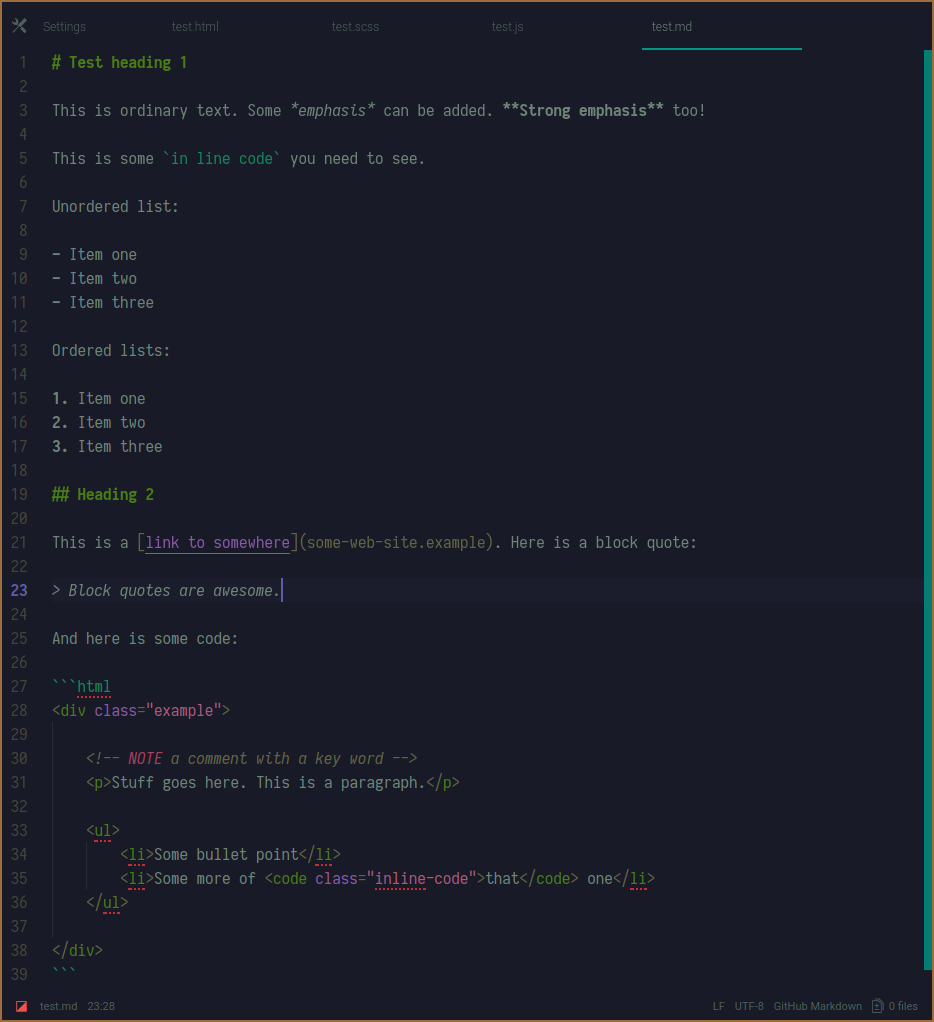 Settings test.html test.scss test.js test.md
1 # Test heading 1
2
3 This is ordinary text. Some *emphasis* can be added. **Strong emphasis** too!
4
5 This is some `in line code` you need to see.
6
7 Unordered list:
8
9 - Item one
10 - Item two
11 - Item three
12
13 Ordered lists:
14
15 1. Item one
16 2. Item two
17 3. Item three
18
19 ## Heading 2
20
21 This is a [link to somewhere](some-web-site.example). Here is a block quote:
22
23 > Block quotes are awesome.
24
25 And here is some code:
26
27 ```html
28 <div class="example">
29
30     <!-- NOTE a comment with a key word -->
31     <p>Stuff goes here. This is a paragraph.</p>
32
33     <ul>
34         <li>Some bullet point</li>
35         <li>Some more of <code class="inline-code">that</code> one</li>
36     </ul>
37
38 </div>
39 ```
test.md 23:28 LF UTF-8 GitHub Markdown 0 files